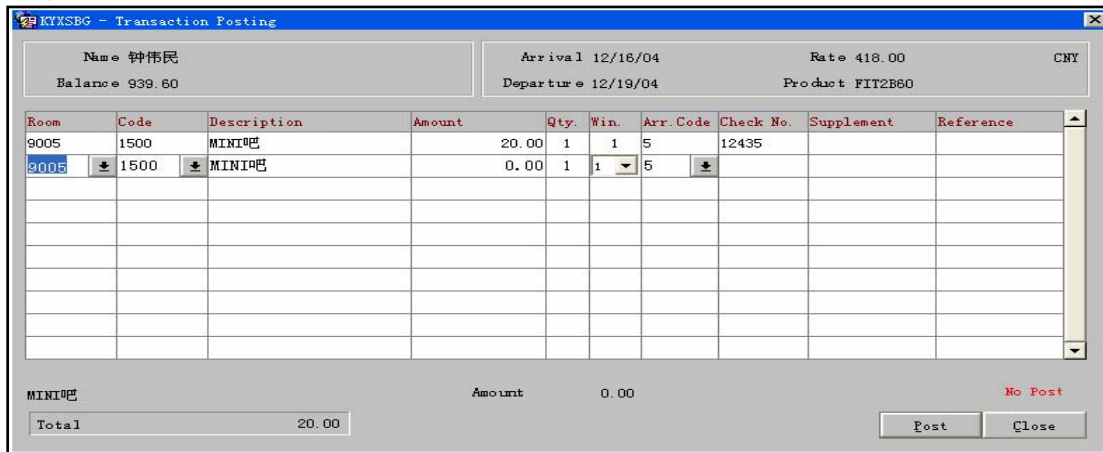 KYXSBG - Transaction Posting
Name 钟伟民 Arrival 12/16/04 Rate 418.00 CNY
Balance 939.60 Departure 12/19/04 Product FIT2B60
Room Code Description Amount Qty. Win. Arr. Code Check No. Supplement Reference
9005 1500 MINI吧 20.00 1 1 5 12435
9005 1500 MINI吧 0.00 1 1 5
MINI吧 Amount 0.00 No Post
Total 20.00 Post Close